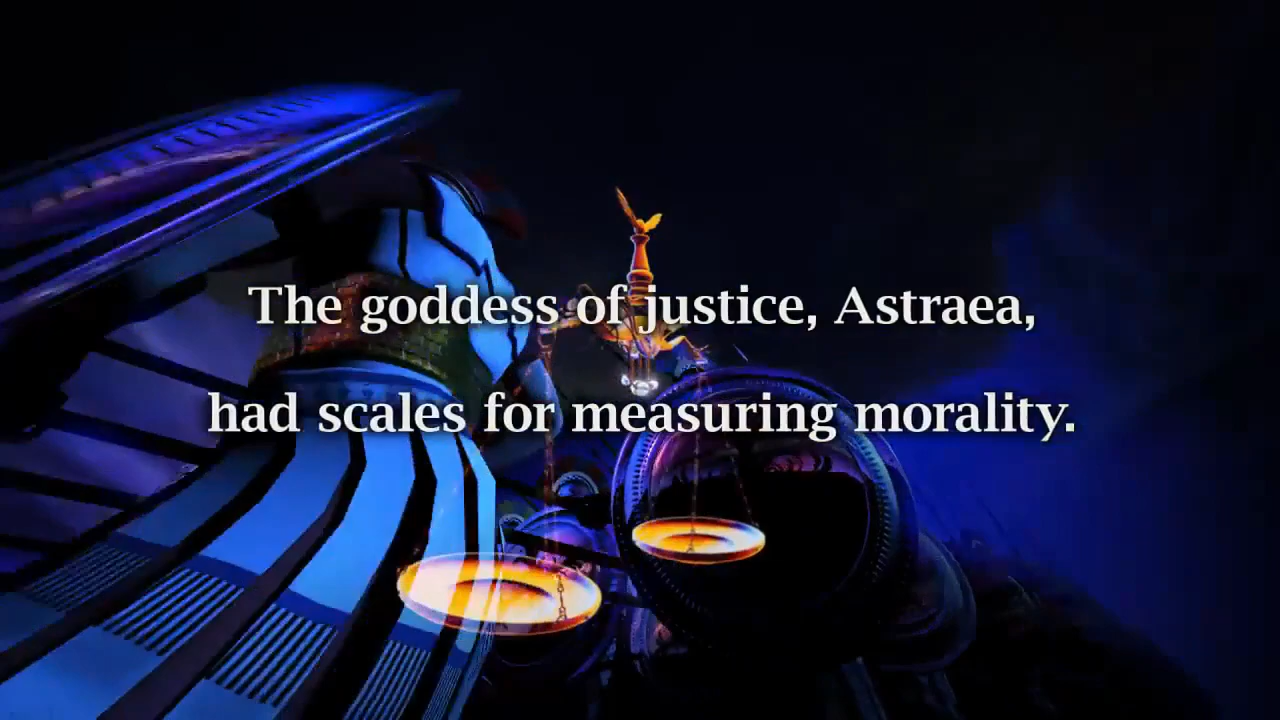 The goddess of justice, Astraea,
had scales for measuring morality.